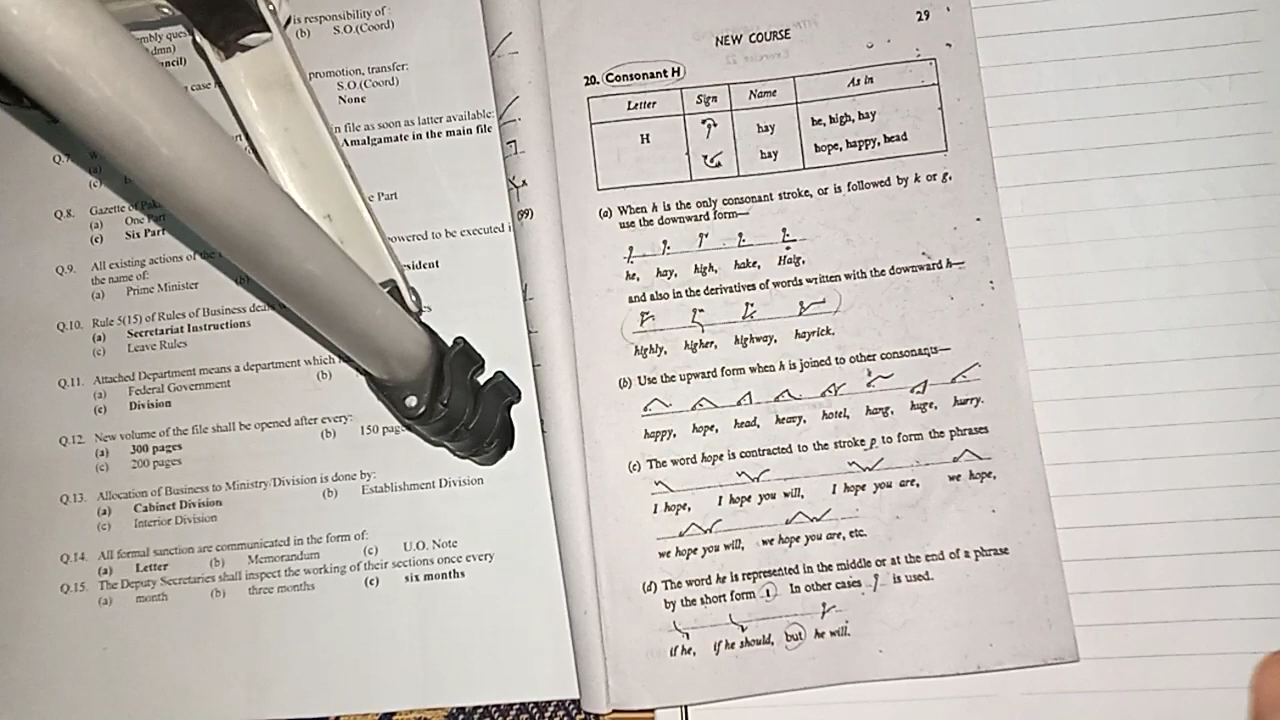 is responsibility of :
(b) S.O.(Coord)
promotion, transfer:
S.O.(Coord)
None
n file as soon as latter available:
Amalgamate in the main file
Q.7.
(a)
(c)
e Part
Q.8. Gazette of
(a) One Part
(c) Six Part
(99)
owered to be executed i
Q.9. All existing actions of the
the name of:
(a) Prime Minister (b) sident
Q.10. Rule 5(15) of Rules of Business
(a) Secretariat Instructions
(c) Leave Rules
Q.11. Attached Department means a department which
(a) Federal Government (b)
(c) Division
Q.12. New volume of the file shall be opened after every:
(a) 300 pages (b) 150
(c) 200 pages
Q.13. Allocation of Business to Ministry/Division is done by:
(a) Cabinet Division (b) Establishment Division
(c) Interior Division
Q.14. All formal sanction are communicated in the form of:
(a) Letter (b) Memorandum (c) U.O. Note
Q.15. The Deputy Secretaries shall inspect the working of their sections once every
(a) month (b) three months (c) six months
29
NEW COURSE
20. Consonant H
Letter Sign Name As in
H hay he, high, hay
hay hope, happy, head
(a) When h is the only consonant stroke, or is followed by k or g,
use the downward form—
he, hay, high, hake, Haig,
and also in the derivatives of words written with the downward h—
highly, higher, highway, hayrick.
(b) Use the upward form when h is joined to other consonants—
happy, hope, head, heavy, hotel, hang, huge, hurry.
(c) The word hope is contracted to the stroke p to form the phrases
I hope, I hope you will, I hope you are, we hope,
we hope you will, we hope you are, etc.
(d) The word he is represented in the middle or at the end of a phrase
by the short form In other cases is used.
if he, if he should, but he will.